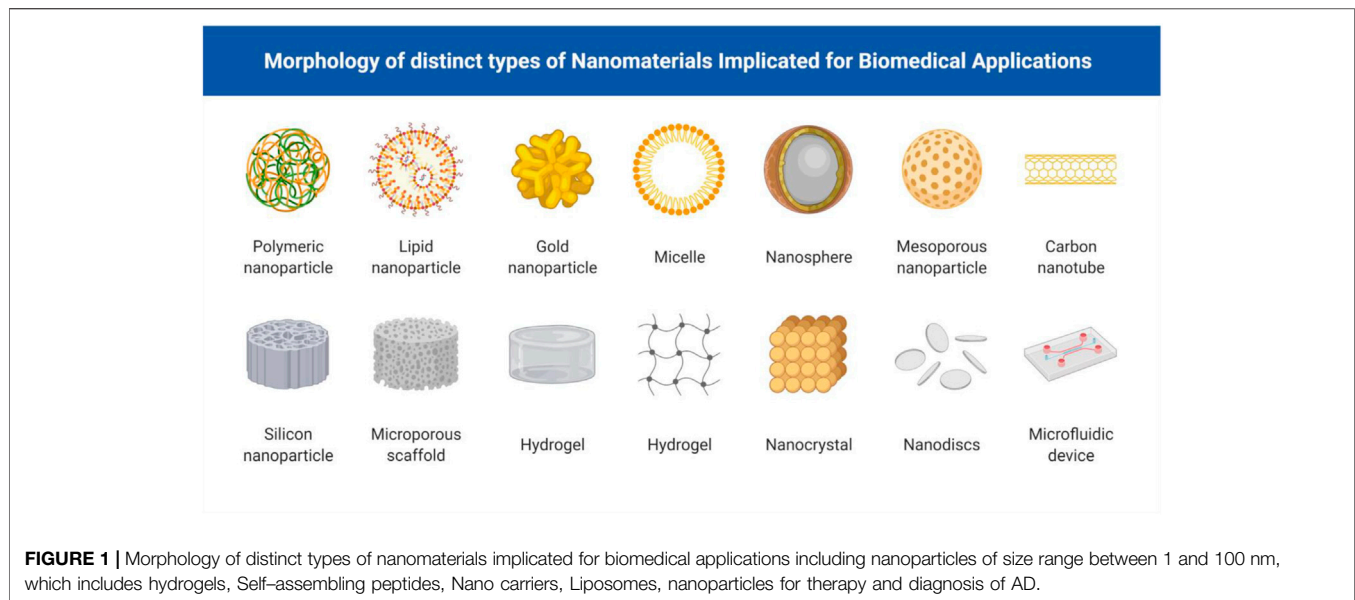 Morphology of distinct types of Nanomaterials Implicated for Biomedical Applications
Polymeric
nanoparticle
Lipid
nanoparticle
Gold
nanoparticle
Micelle
Nanosphere
Mesoporous
nanoparticle
Carbon
nanotube
Silicon
nanoparticle
Microporous
scaffold
Hydrogel
Hydrogel
Nanocrystal
Nanodiscs
Microfluidic
device
FIGURE 1 | Morphology of distinct types of nanomaterials implicated for biomedical applications including nanoparticles of size range between 1 and 100 nm,
which includes hydrogels, Self–assembling peptides, Nano carriers, Liposomes, nanoparticles for therapy and diagnosis of AD.